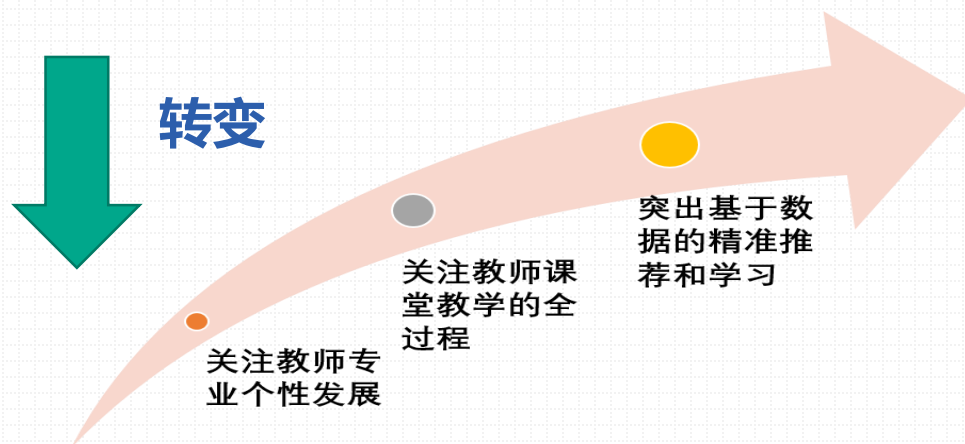 转变
关注教师专
业个性发展
关注教师课
堂教学的全
过程
突出基于数
据的精准推
荐和学习